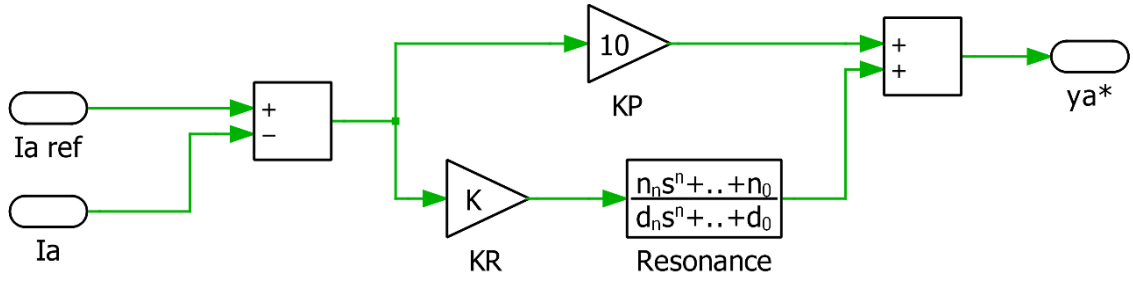 10
KP
+
−
Ia ref
Ia
K
KR
nₙsⁿ+..+n₀
dₙsⁿ+..+d₀
Resonance
+
+
ya*